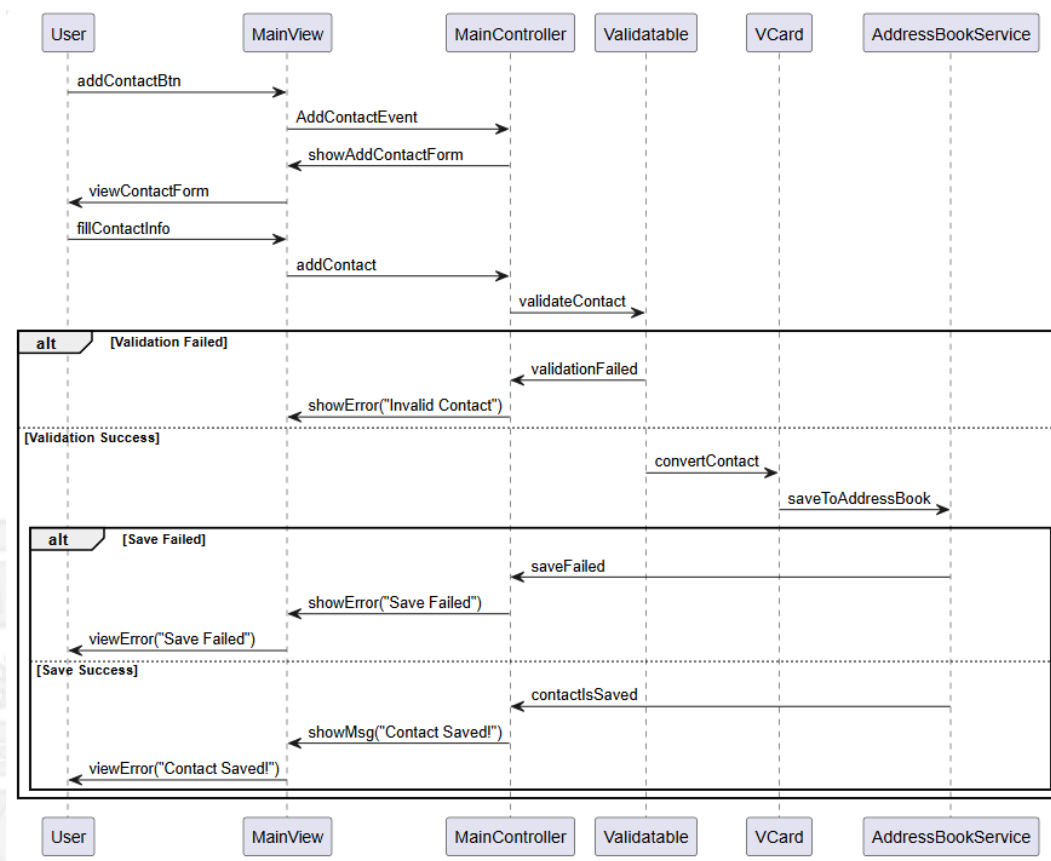 User MainView MainController Validatable VCard AddressBookService
addContactBtn
AddContactEvent
showAddContactForm
viewContactForm
fillContactInfo
addContact
validateContact
alt [Validation Failed]
validationFailed
showError("Invalid Contact")
[Validation Success]
convertContact
saveToAddressBook
alt [Save Failed]
saveFailed
showError("Save Failed")
viewError("Save Failed")
[Save Success]
contactIsSaved
showMsg("Contact Saved!")
viewError("Contact Saved!")
User MainView MainController Validatable VCard AddressBookService